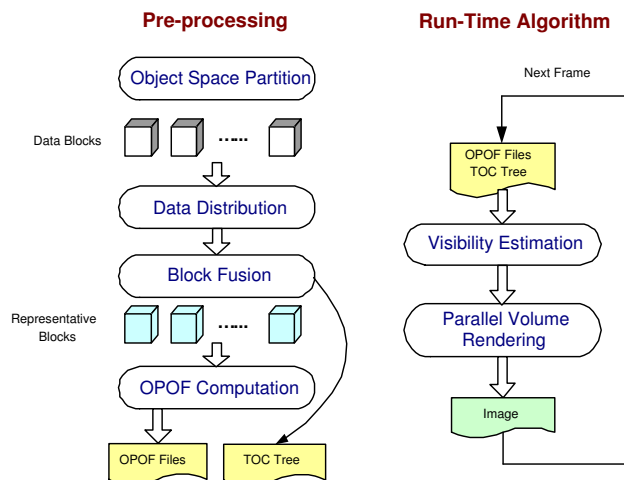 Pre-processing
Object Space Partition
Data Blocks
......
Data Distribution
Block Fusion
Representative
Blocks
......
OPOF Computation
OPOF Files
TOC Tree
Run-Time Algorithm
Next Frame
OPOF Files
TOC Tree
Visibility Estimation
Parallel Volume
Rendering
Image